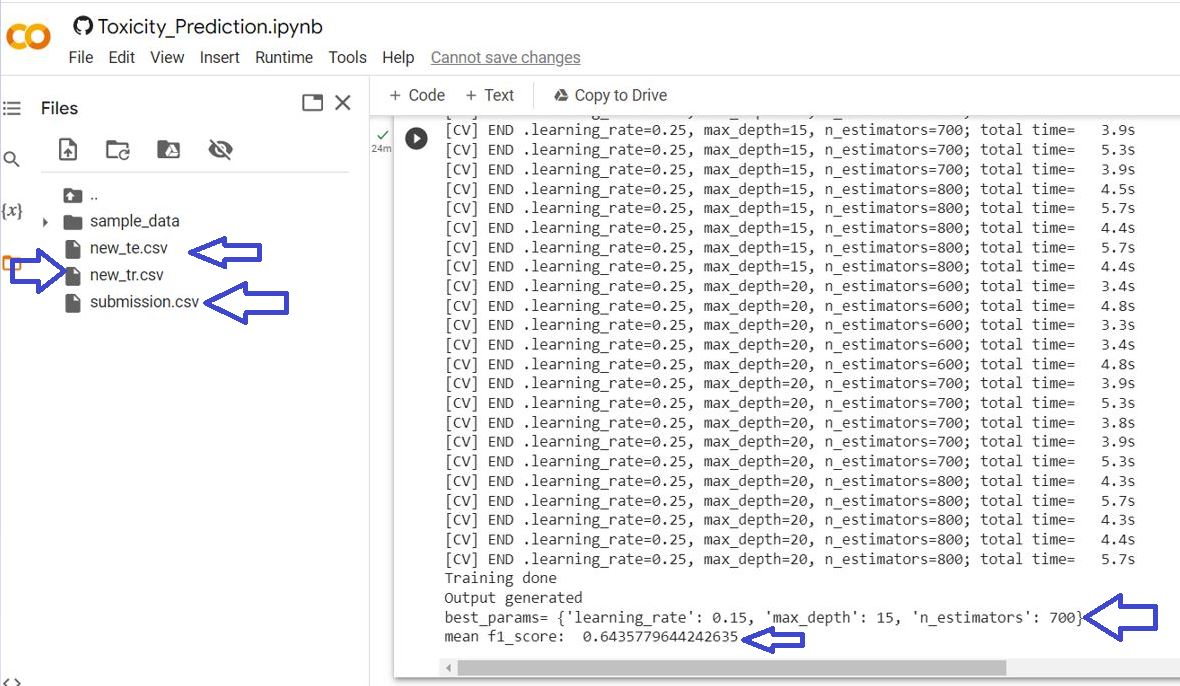 Toxicity_Prediction.ipynb
File Edit View Insert Runtime Tools Help Cannot save changes
Files
+ Code + Text Copy to Drive
..
sample_data
new_te.csv
new_tr.csv
submission.csv
{x}
24m
[CV] END .learning_rate=0.25, max_depth=15, n_estimators=700; total time= 3.9s
[CV] END .learning_rate=0.25, max_depth=15, n_estimators=700; total time= 5.3s
[CV] END .learning_rate=0.25, max_depth=15, n_estimators=700; total time= 3.9s
[CV] END .learning_rate=0.25, max_depth=15, n_estimators=800; total time= 4.5s
[CV] END .learning_rate=0.25, max_depth=15, n_estimators=800; total time= 5.7s
[CV] END .learning_rate=0.25, max_depth=15, n_estimators=800; total time= 4.4s
[CV] END .learning_rate=0.25, max_depth=15, n_estimators=800; total time= 5.7s
[CV] END .learning_rate=0.25, max_depth=15, n_estimators=800; total time= 4.4s
[CV] END .learning_rate=0.25, max_depth=20, n_estimators=600; total time= 3.4s
[CV] END .learning_rate=0.25, max_depth=20, n_estimators=600; total time= 4.8s
[CV] END .learning_rate=0.25, max_depth=20, n_estimators=600; total time= 3.3s
[CV] END .learning_rate=0.25, max_depth=20, n_estimators=600; total time= 3.4s
[CV] END .learning_rate=0.25, max_depth=20, n_estimators=600; total time= 4.8s
[CV] END .learning_rate=0.25, max_depth=20, n_estimators=700; total time= 3.9s
[CV] END .learning_rate=0.25, max_depth=20, n_estimators=700; total time= 5.3s
[CV] END .learning_rate=0.25, max_depth=20, n_estimators=700; total time= 3.8s
[CV] END .learning_rate=0.25, max_depth=20, n_estimators=700; total time= 3.9s
[CV] END .learning_rate=0.25, max_depth=20, n_estimators=700; total time= 5.3s
[CV] END .learning_rate=0.25, max_depth=20, n_estimators=800; total time= 4.3s
[CV] END .learning_rate=0.25, max_depth=20, n_estimators=800; total time= 5.7s
[CV] END .learning_rate=0.25, max_depth=20, n_estimators=800; total time= 4.3s
[CV] END .learning_rate=0.25, max_depth=20, n_estimators=800; total time= 4.4s
[CV] END .learning_rate=0.25, max_depth=20, n_estimators=800; total time= 5.7s
Training done
Output generated
best_params= {'learning_rate': 0.15, 'max_depth': 15, 'n_estimators': 700}
mean f1_score: 0.6435779644242635